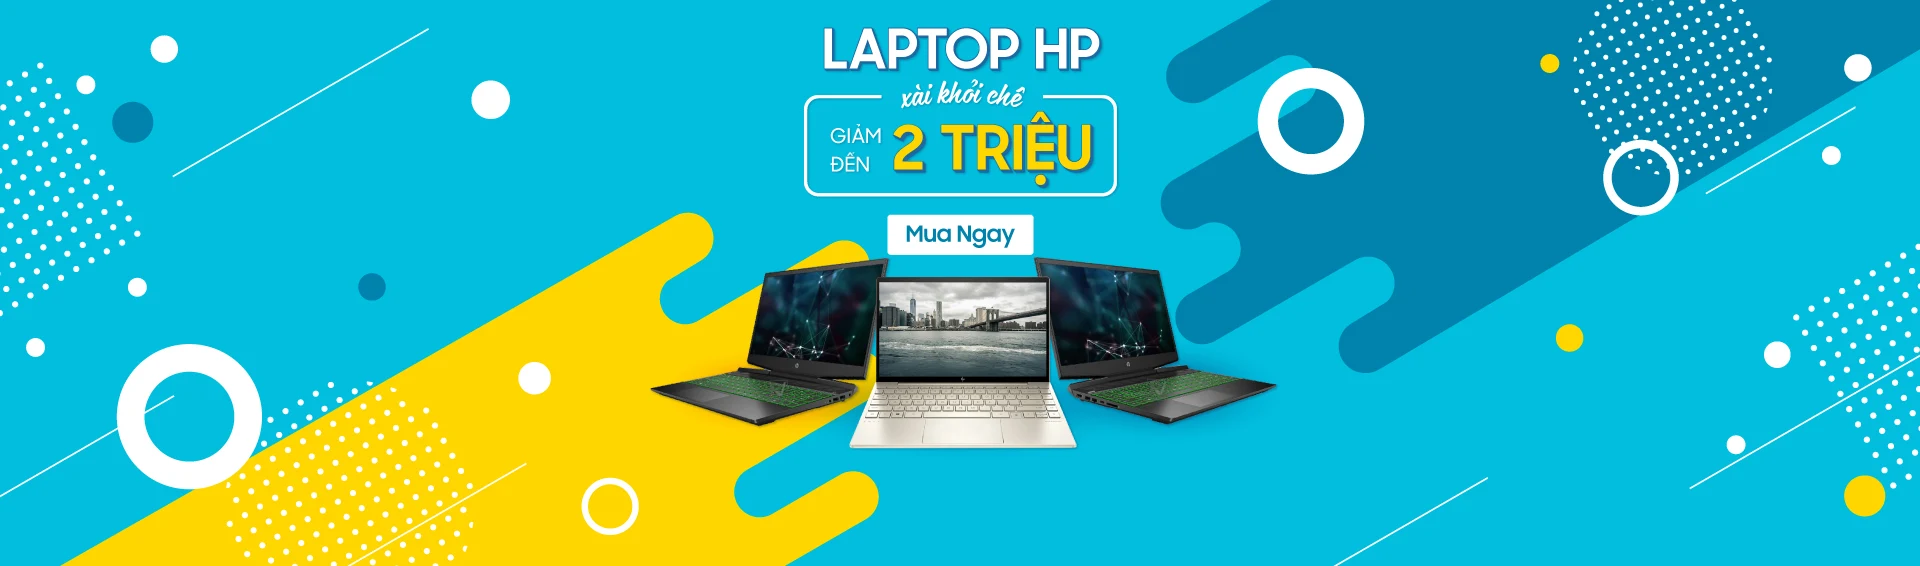 LAPTOP HP
xài khỏi chê
GIẢM
ĐẾN
2 TRIỆU
Mua Ngay